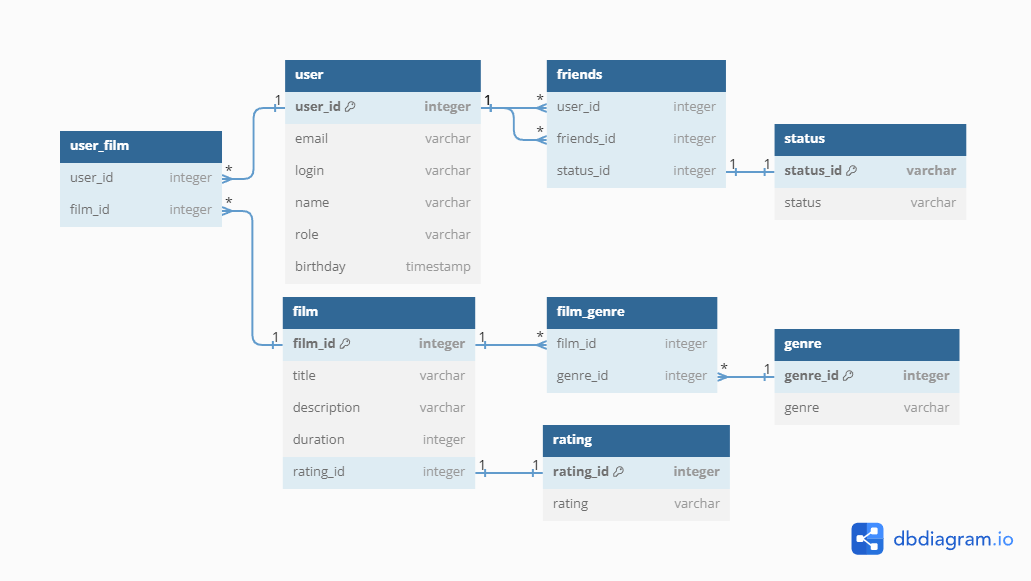 user_film
user_id integer
film_id integer
*
*
1
1
user
user_id integer
email varchar
login varchar
name varchar
role varchar
birthday timestamp
1
*
*
friends
user_id integer
friends_id integer
status_id integer
1
1
status
status_id varchar
status varchar
film
film_id integer
title varchar
description varchar
duration integer
rating_id integer
1
*
film_genre
film_id integer
genre_id integer
*
1
genre
genre_id integer
genre varchar
1
1
rating
rating_id integer
rating varchar
dbdiagram.io